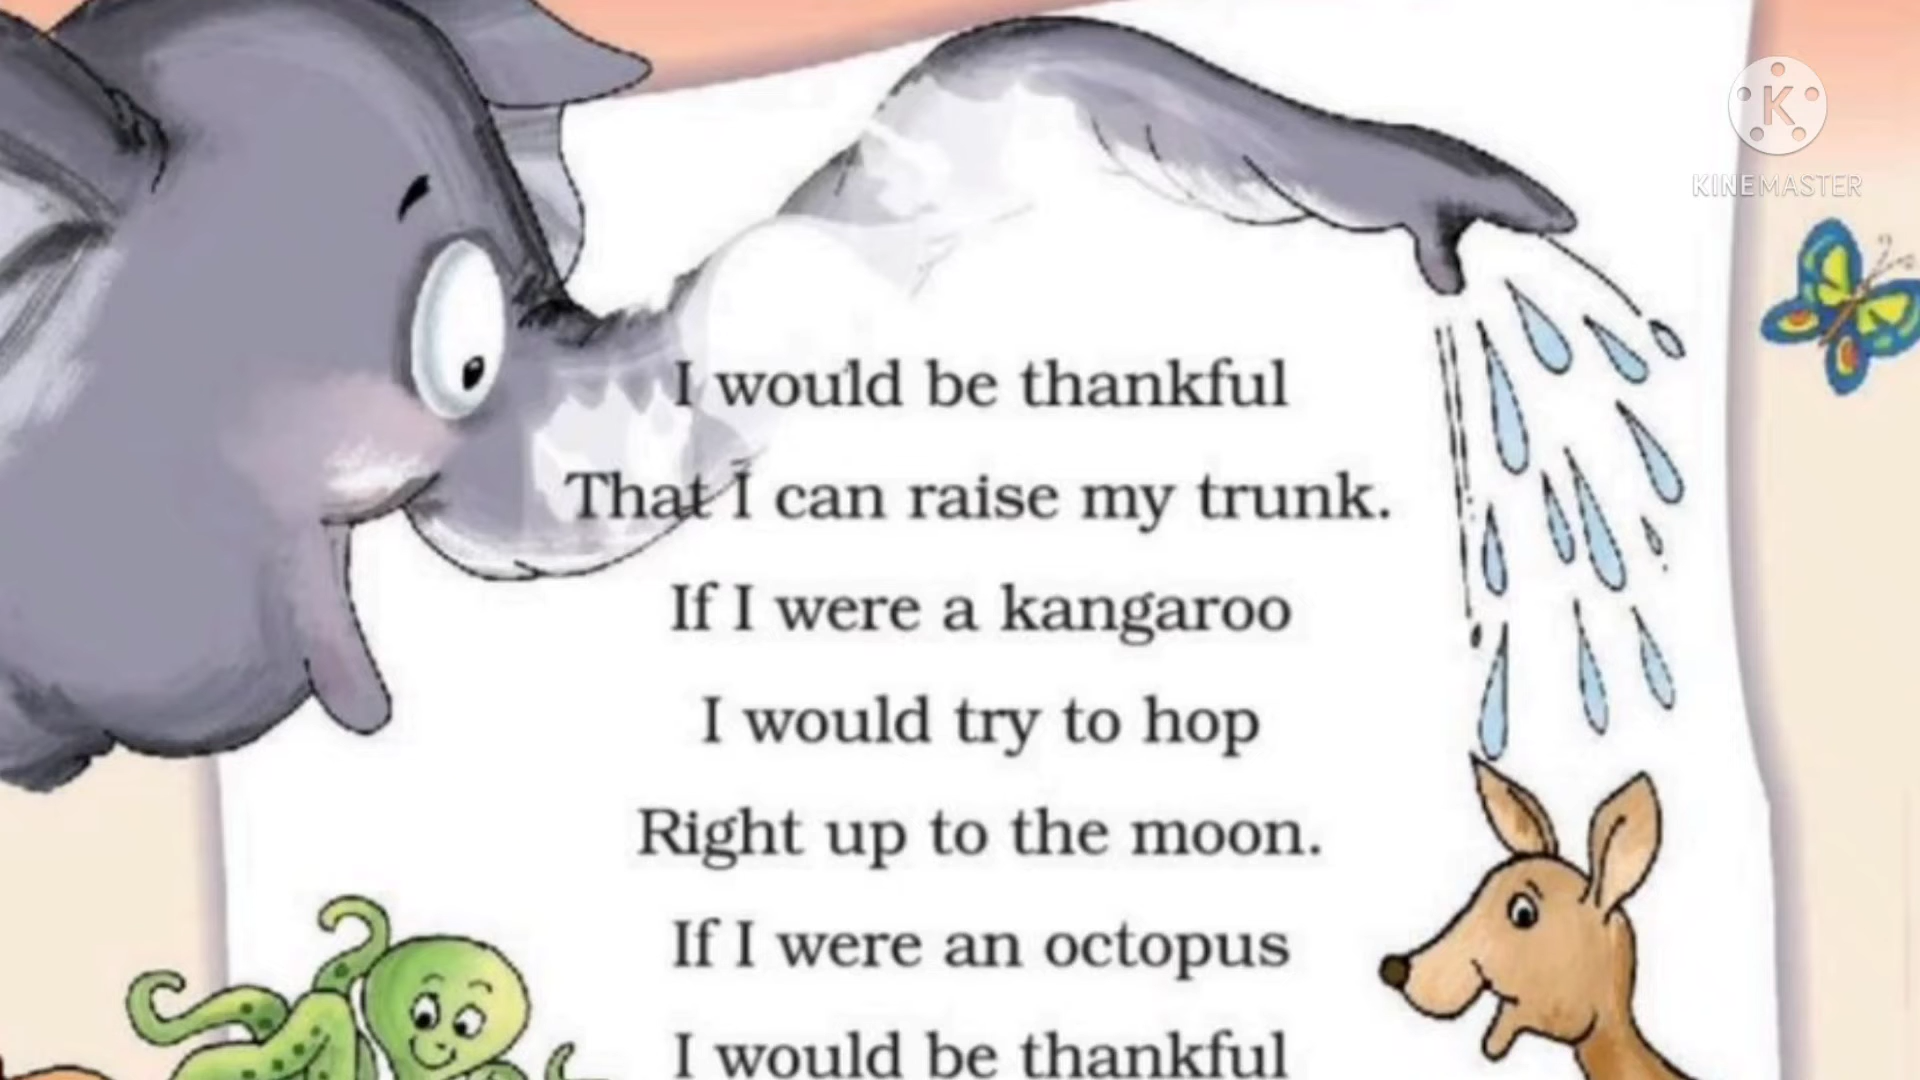 KINEMASTER
I would be thankful
That I can raise my trunk.
If I were a kangaroo
I would try to hop
Right up to the moon.
If I were an octopus
I would be thankful